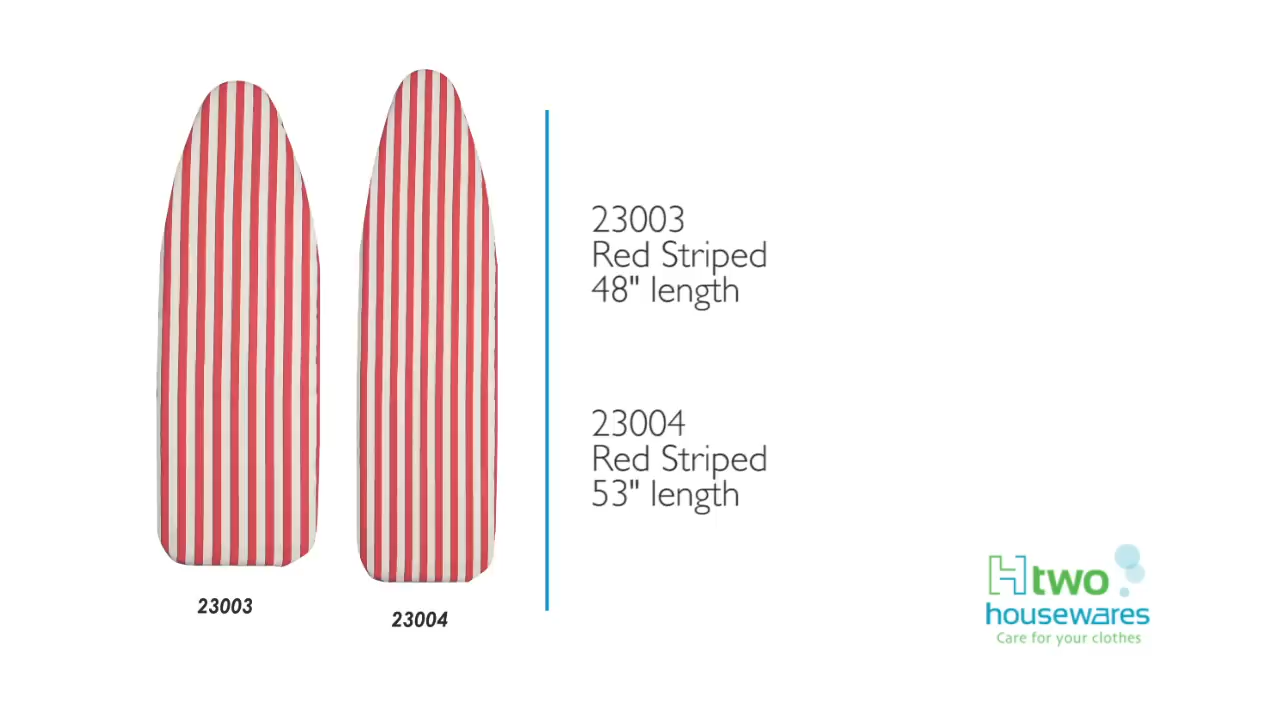 23003
23004
23003
Red Striped
48" length
23004
Red Striped
53" length
Htwo
housewares
Care for your clothes